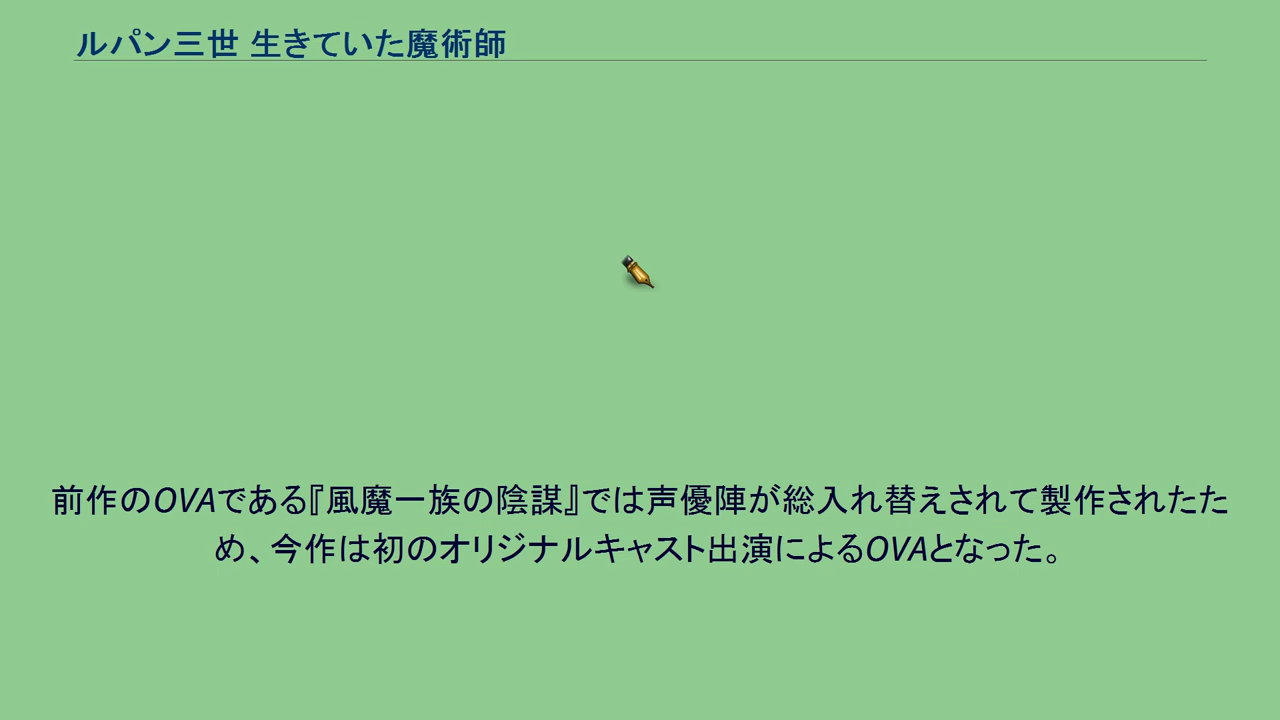 ルパン三世 生きていた魔術師
前作のOVAである『風魔一族の陰謀』では声優陣が総入れ替えされて製作されたた
め、今作は初のオリジナルキャスト出演によるOVAとなった。